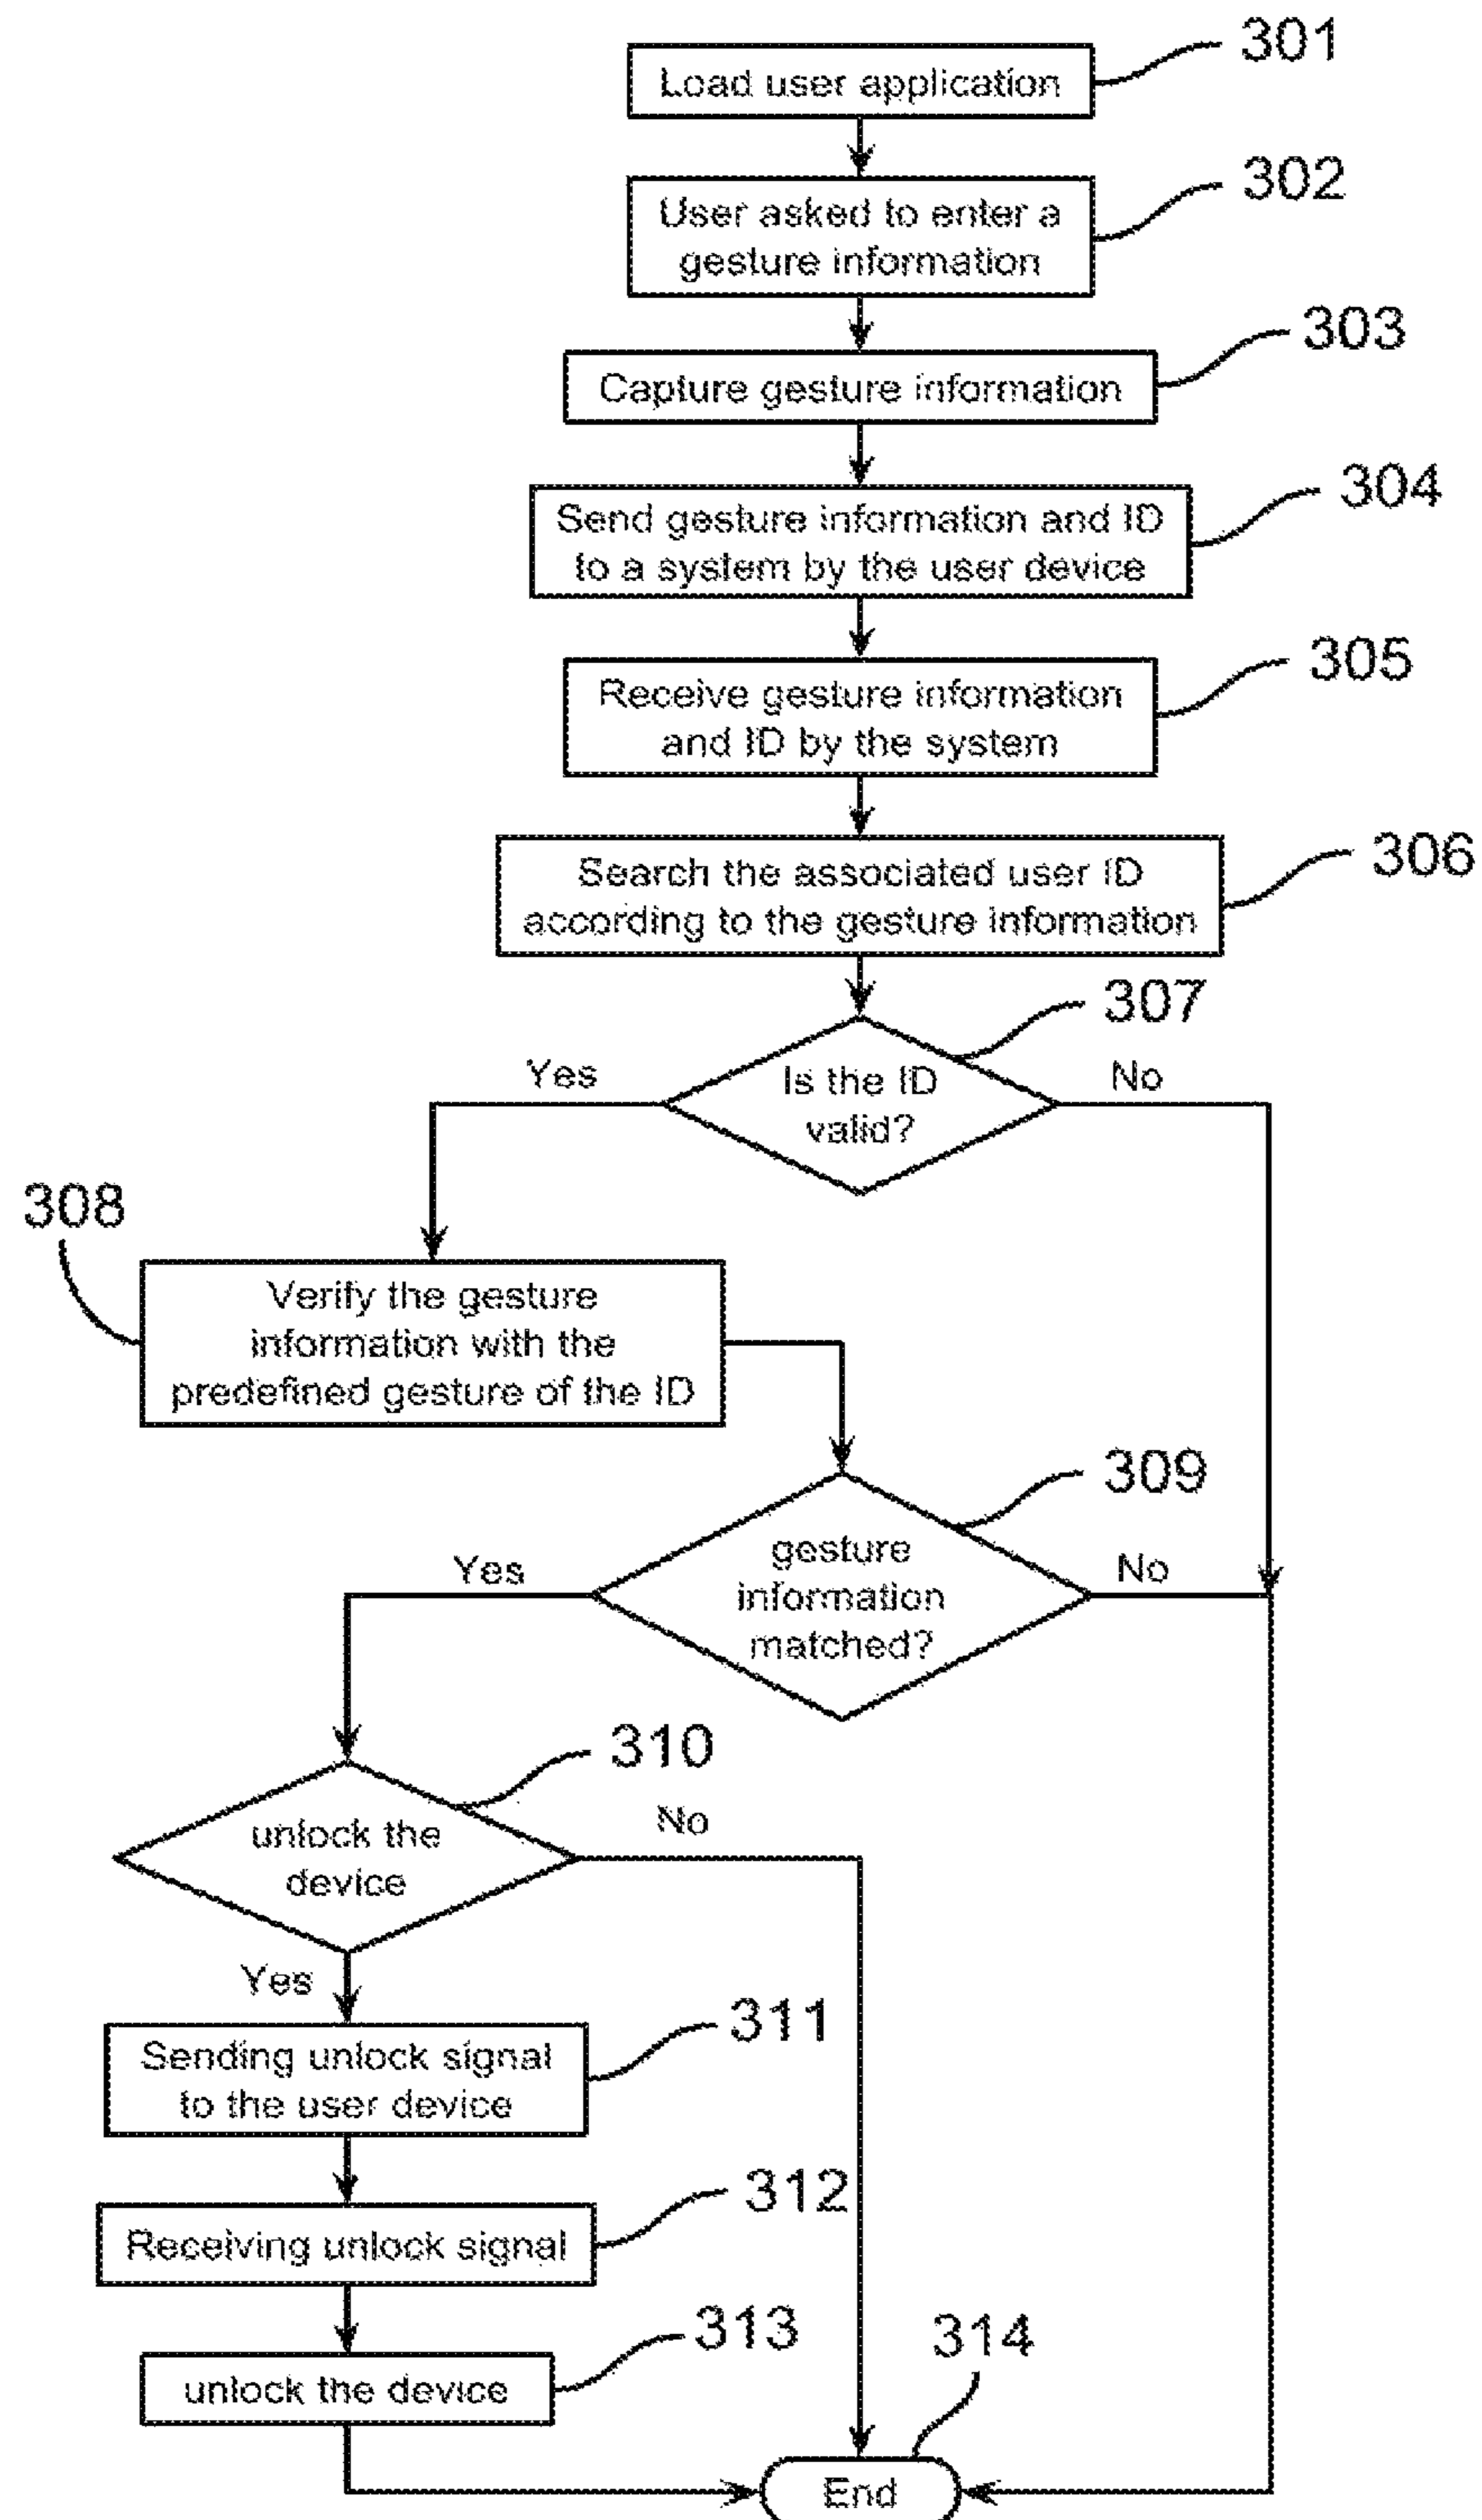 301
Load user application
302
User asked to enter a
gesture information
303
Capture gesture information
304
Send gesture information and ID
to a system by the user device
305
Receive gesture information
and ID by the system
306
Search the associated user ID
according to the gesture information
307
Yes
Is the ID
valid?
No
308
Verify the gesture
information with the
predefined gesture of the ID
309
Yes
gesture
information
matched?
No
310
unlock the
device
No
Yes
311
Sending unlock signal
to the user device
312
Receiving unlock signal
313
unlock the device
314
End